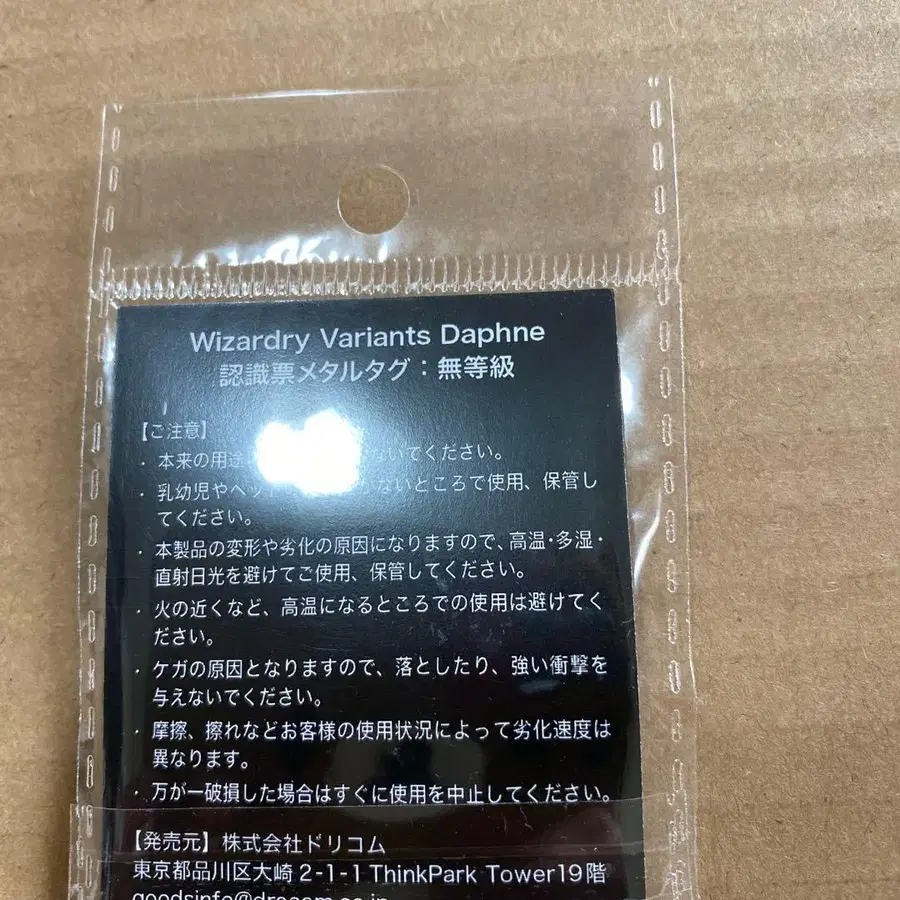 Wizardry Variants Daphne
認識票メタルタグ：無等級
【ご注意】
・ 本来の用途 ないでください。
・ 乳幼児やペッ ないところで使用、保管し
てください。
・ 本製品の変形や劣化の原因になりますので、高温・多湿・
直射日光を避けてご使用、保管してください。
・ 火の近くなど、高温になるところでの使用は避けてく
ださい。
・ ケガの原因となりますので、落としたり、強い衝撃を
与えないでください。
・ 摩擦、擦れなどお客様の使用状況によって劣化速度は
異なります。
・ 万が一破損した場合はすぐに使用を中止してください。
【発売元】株式会社ドリコム
東京都品川区大崎 2-1-1 ThinkPark Tower19階
goodsinfo@drecom.co.jp